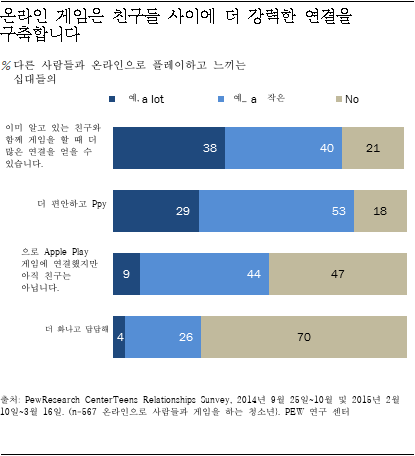 온라인 게임은 친구들 사이에 더 강력한 연결을
구축합니다
%다른 사람들과 온라인으로 플레이하고 느끼는
십대들의
예. a lot 예_ a 작은 No
이미 알고 있는 친구와
함께 게임을 할 때 더
많은 연결을 얻을 수
있습니다.
38 40 21
더 편안하고 Ppy
29 53 18
으로 Apple Play
게임에 연결했지만
아직 친구는
아닙니다.
9 44 47
더 화나고 답답해
4 26 70
출처: PewResearch CenterTeens Relationships Sunvey, 2014년 9월 25일~10월 및 2015년 2월
10일~3월 16일. (n-567 온라인으로 사람들과 게임을 하는 청소년). PEW 연구 센터